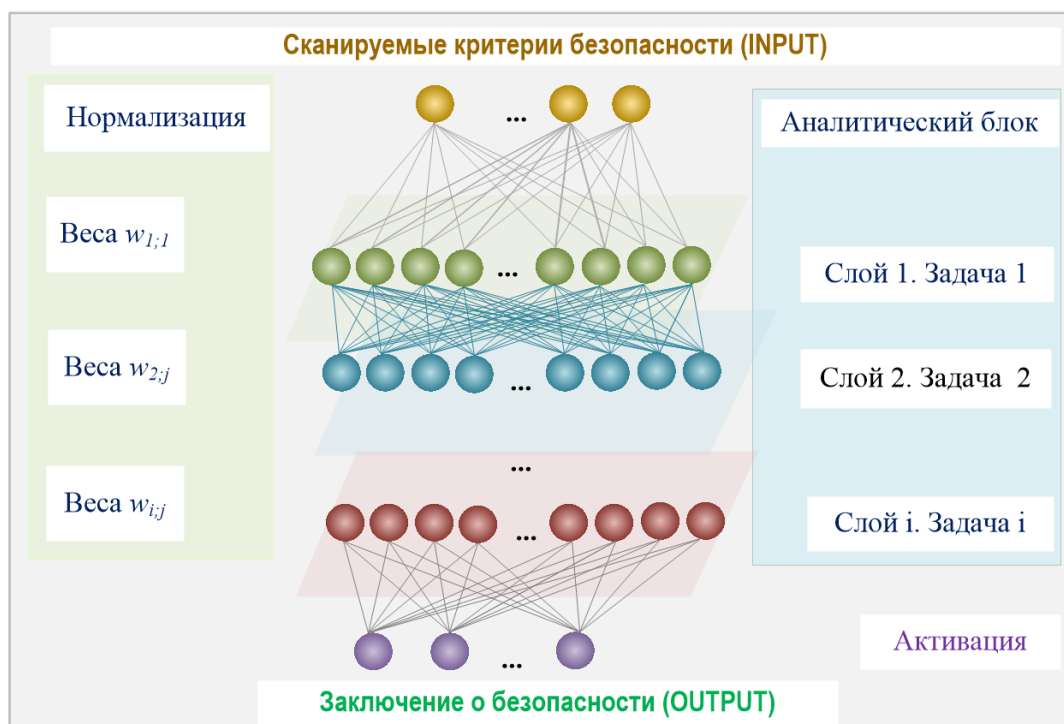 Сканируемые критерии безопасности (INPUT)
Нормализация
...
Аналитический блок
Веса w1;1
...
Слой 1. Задача 1
Веса w2;j
...
Слой 2. Задача 2
...
Веса wi;j
...
Слой i. Задача i
...
Активация
Заключение о безопасности (OUTPUT)